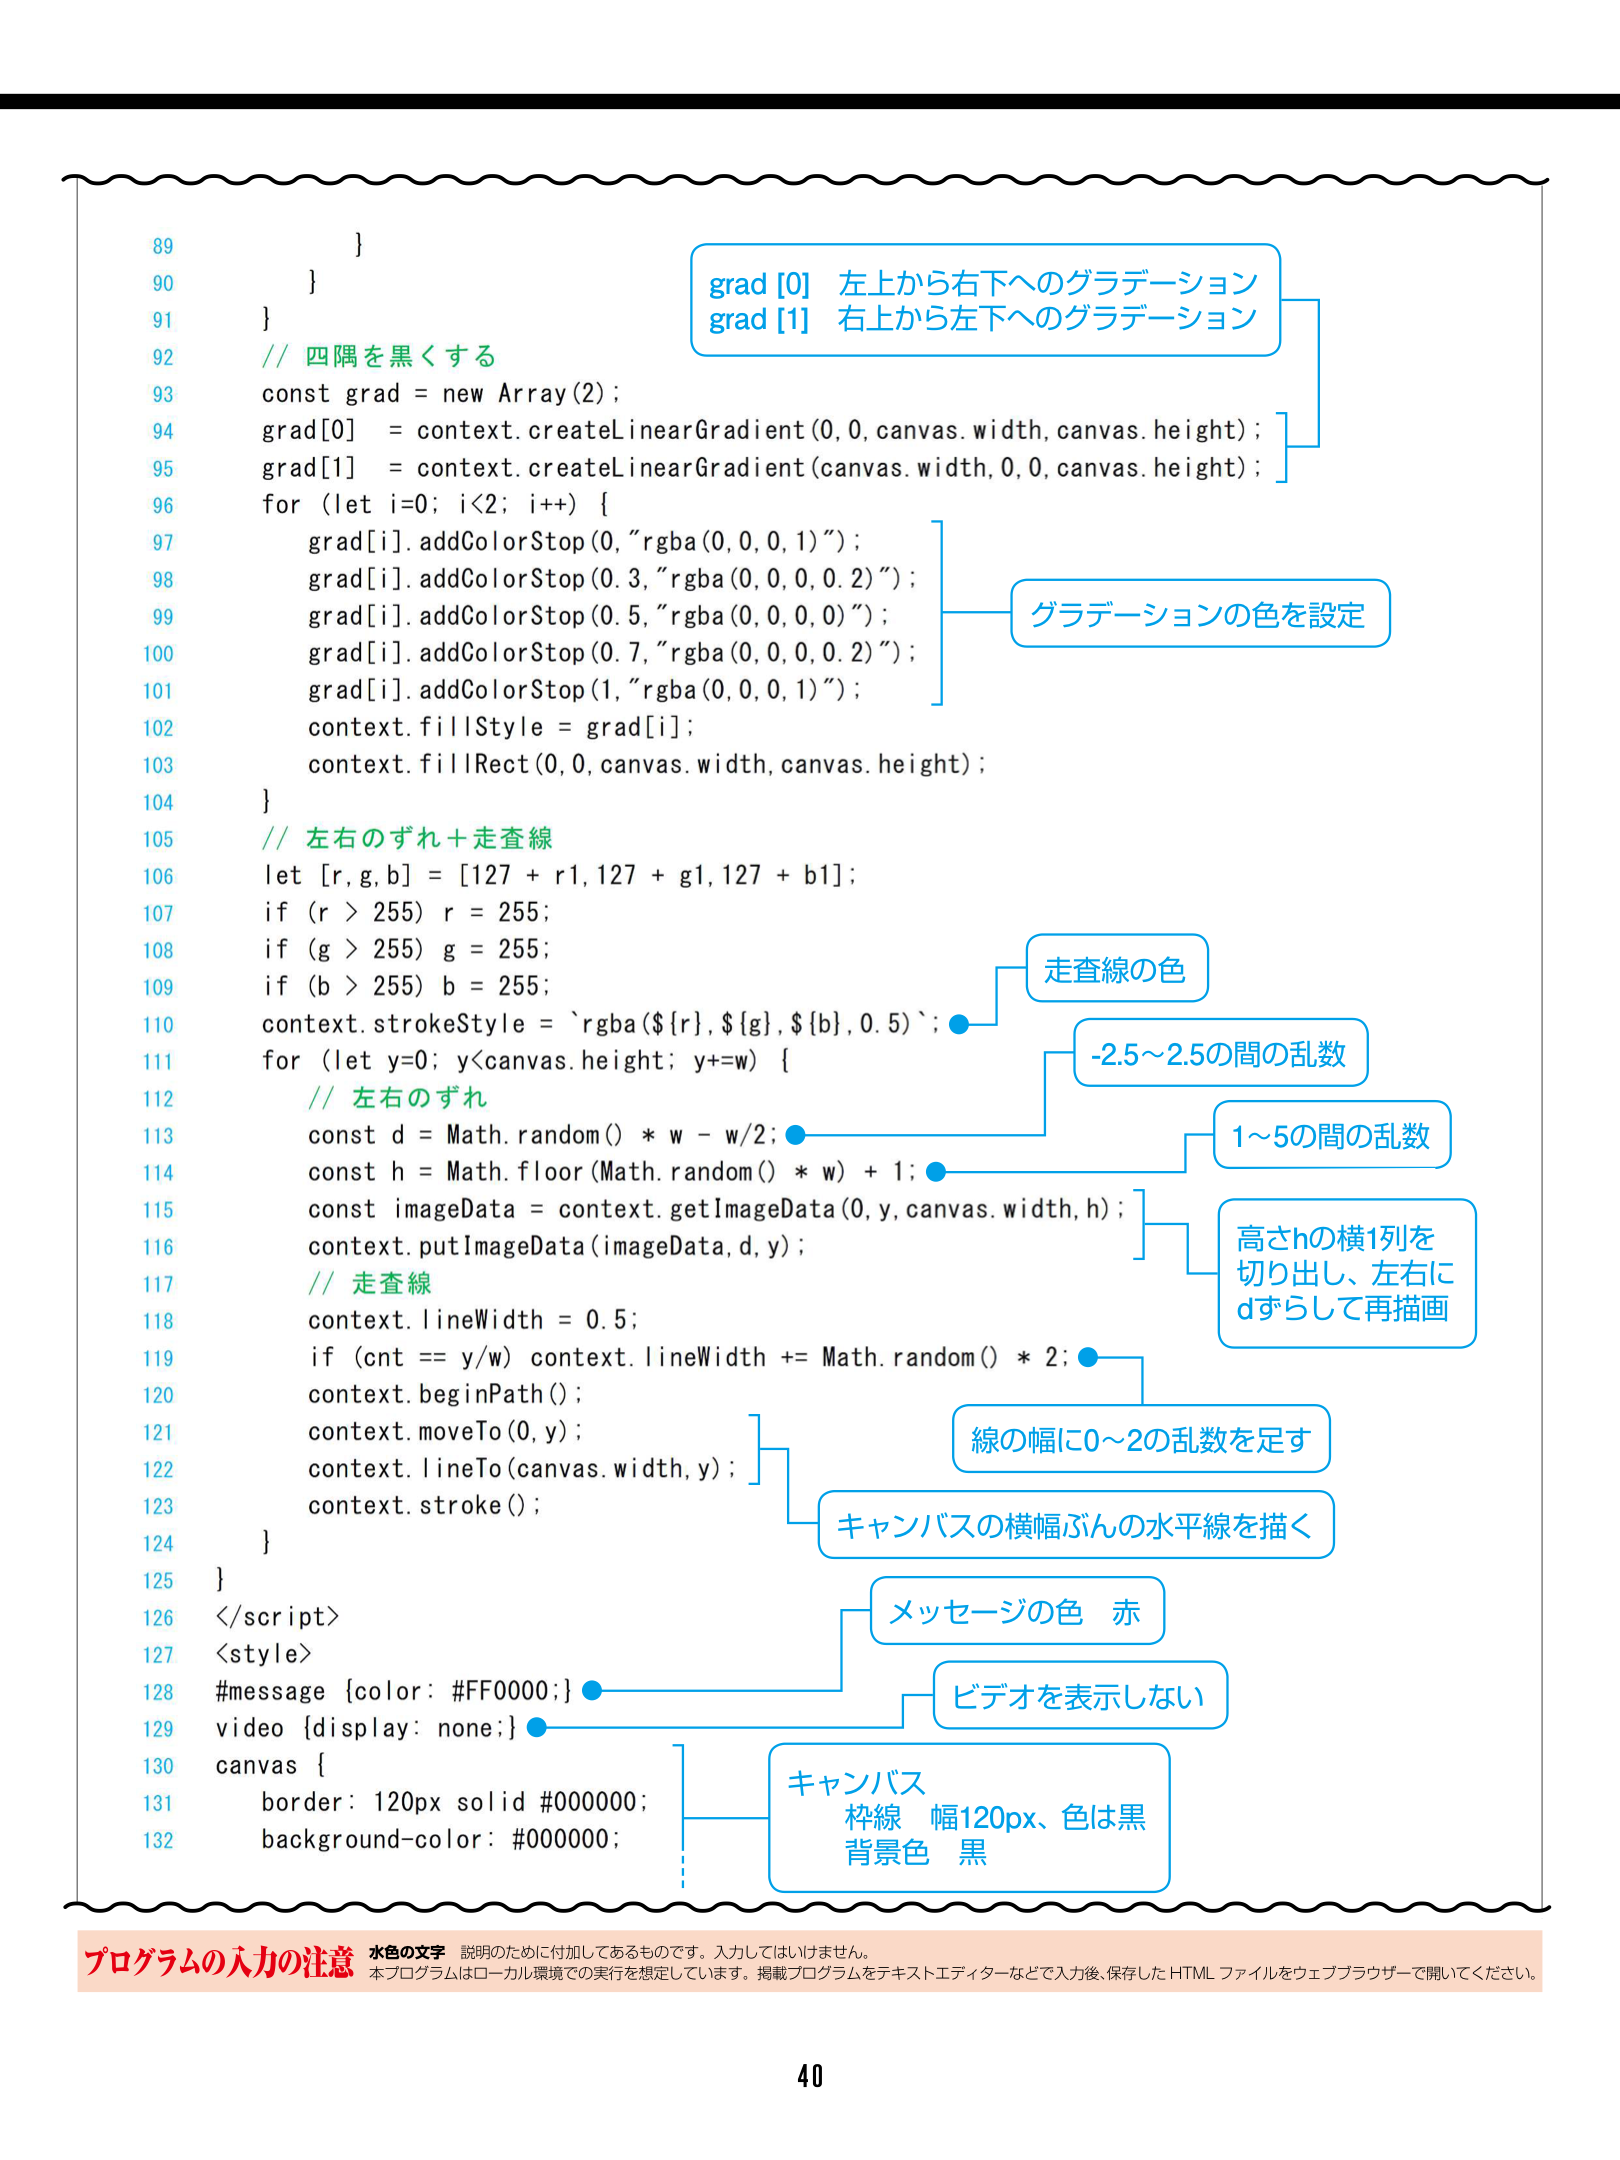 89 }
90 }
91 }
92 // 四隅を黒くする
93 const grad = new Array(2);
94 grad[0]  = context.createLinearGradient(0,0,canvas.width,canvas.height);
95 grad[1]  = context.createLinearGradient(canvas.width,0,0,canvas.height);
grad [0] 左上から右下へのグラデーション
grad [1] 右上から左下へのグラデーション
96 for (let i=0; i<2; i++) {
97 grad[i].addColorStop(0,"rgba(0,0,0,1)");
98 grad[i].addColorStop(0.3,"rgba(0,0,0,0.2)");
99 grad[i].addColorStop(0.5,"rgba(0,0,0,0)");
100 grad[i].addColorStop(0.7,"rgba(0,0,0,0.2)");
101 grad[i].addColorStop(1,"rgba(0,0,0,1)");
グラデーションの色を設定
102 context.fillStyle = grad[i];
103 context.fillRect(0,0,canvas.width,canvas.height);
104 }
105 // 左右のずれ＋走査線
106 let [r,g,b] = [127 + r1,127 + g1,127 + b1];
107 if (r > 255) r = 255;
108 if (g > 255) g = 255;
109 if (b > 255) b = 255;
110 context.strokeStyle = `rgba(${r},${g},${b},0.5)`;
走査線の色
111 for (let y=0; y<canvas.height; y+=w) {
112 // 左右のずれ
113 const d = Math.random() * w - w/2;
-2.5～2.5の間の乱数
114 const h = Math.floor(Math.random() * w) + 1;
1～5の間の乱数
115 const imageData = context.getImageData(0,y,canvas.width,h);
116 context.putImageData(imageData,d,y);
高さhの横1列を
切り出し、左右に
dずらして再描画
117 // 走査線
118 context.lineWidth = 0.5;
119 if (cnt == y/w) context.lineWidth += Math.random() * 2;
線の幅に0～2の乱数を足す
120 context.beginPath();
121 context.moveTo(0,y);
122 context.lineTo(canvas.width,y);
キャンバスの横幅ぶんの水平線を描く
123 context.stroke();
124 }
125 }
126 </script>
127 <style>
128 #message {color: #FF0000;}
メッセージの色 赤
129 video {display: none;}
ビデオを表示しない
130 canvas {
131 border: 120px solid #000000;
132 background-color: #000000;
キャンバス
枠線 幅120px、色は黒
背景色 黒
プログラムの入力の注意
水色の文字 説明のために付加してあるものです。入力してはいけません。
本プログラムはローカル環境での実行を想定しています。掲載プログラムをテキストエディターなどで入力後、保存した HTML ファイルをウェブブラウザーで開いてください。
40